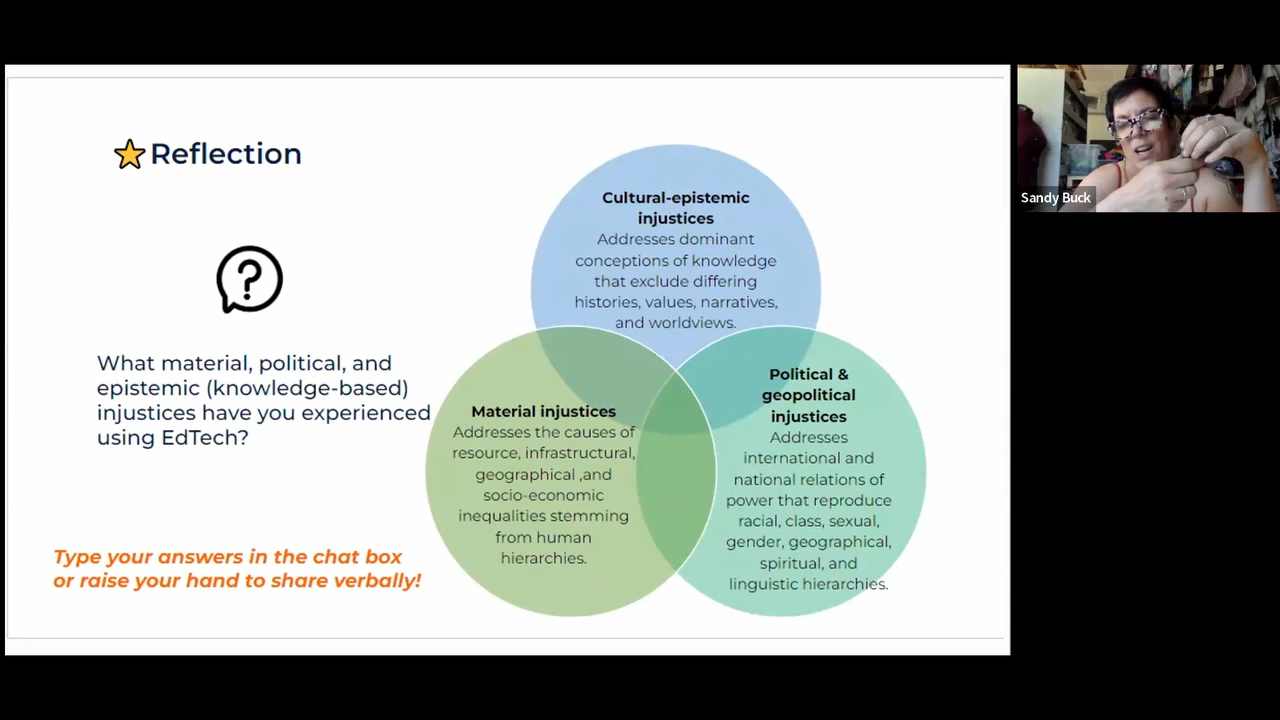 Reflection
What material, political, and
epistemic (knowledge-based)
injustices have you experienced
using EdTech?
Type your answers in the chat box
or raise your hand to share verbally!
Cultural-epistemic
injustices
Addresses dominant
conceptions of knowledge
that exclude differing
histories, values, narratives,
and worldviews.
Material injustices
Addresses the causes of
resource, infrastructural,
geographical ,and
socio-economic
inequalities stemming
from human
hierarchies.
Political &
geopolitical
injustices
Addresses
international and
national relations of
power that reproduce
racial, class, sexual,
gender, geographical,
spiritual, and
linguistic hierarchies.
Sandy Buck